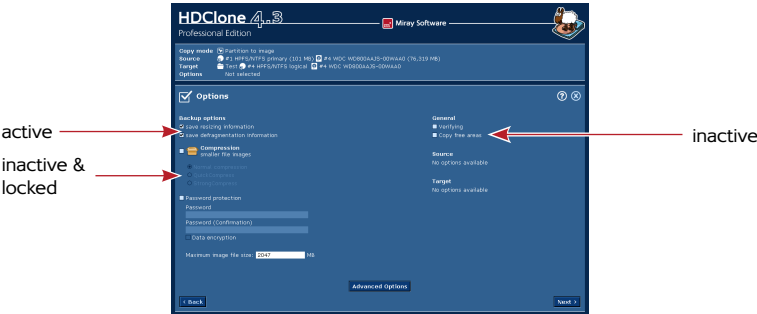 HDClone 4.3
Professional Edition
Miray Software
Copy mode Partition to image
Source #1 HPFS/NTFS primary (101 MB) #4 WDC WD800AAJS-00WAA0 (76,319 MB)
Target Test #4 HPFS/NTFS logical #4 WDC WD800AAJS-00WAA0
Options Not selected
Options
Backup options
save resizing information
save defragmentation information
Compression
smaller file images
Password protection
Password
Password (Confirmation)
Data encryption
Maximum image file size: 2047 MB
General
Verifying
Copy free areas
Source
No options available
Target
No options available
Advanced Options
< Back
Next >
active
inactive &
locked
inactive